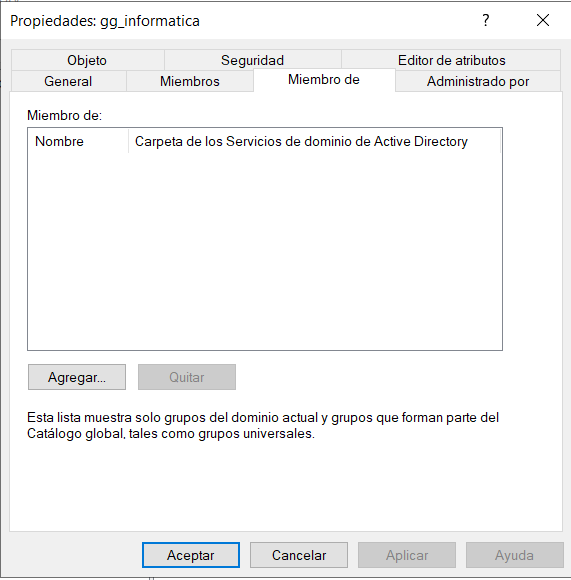 Propiedades: gg_informatica
?
Objeto Seguridad Editor de atributos
General Miembros Miembro de Administrado por
Miembro de:
Nombre Carpeta de los Servicios de dominio de Active Directory
Agregar... Quitar
Esta lista muestra solo grupos del dominio actual y grupos que forman parte del
Catálogo global, tales como grupos universales.
Aceptar Cancelar Aplicar Ayuda